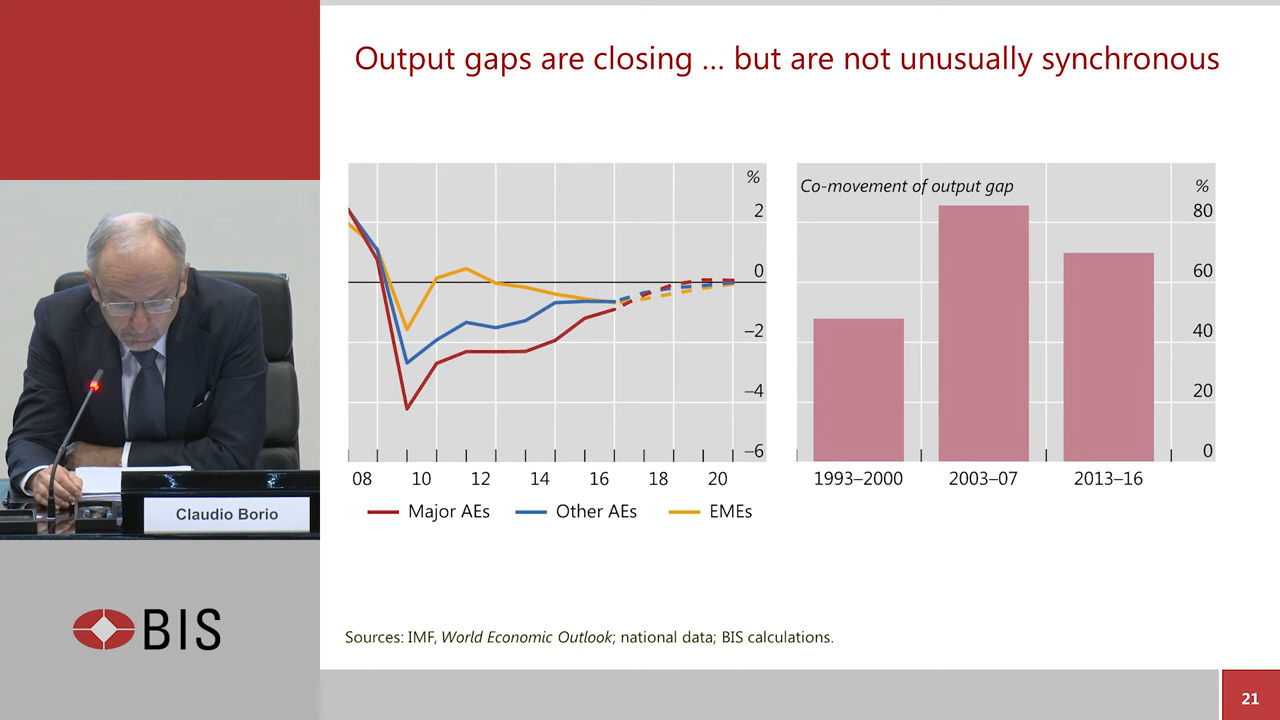 Output gaps are closing ... but are not unusually synchronous
%
2
0
–2
–4
–6
08 10 12 14 16 18 20
Major AEs Other AEs EMEs
Co-movement of output gap %
80
60
40
20
0
1993–2000 2003–07 2013–16
Claudio Borio
BIS
Sources: IMF, World Economic Outlook; national data; BIS calculations.
21